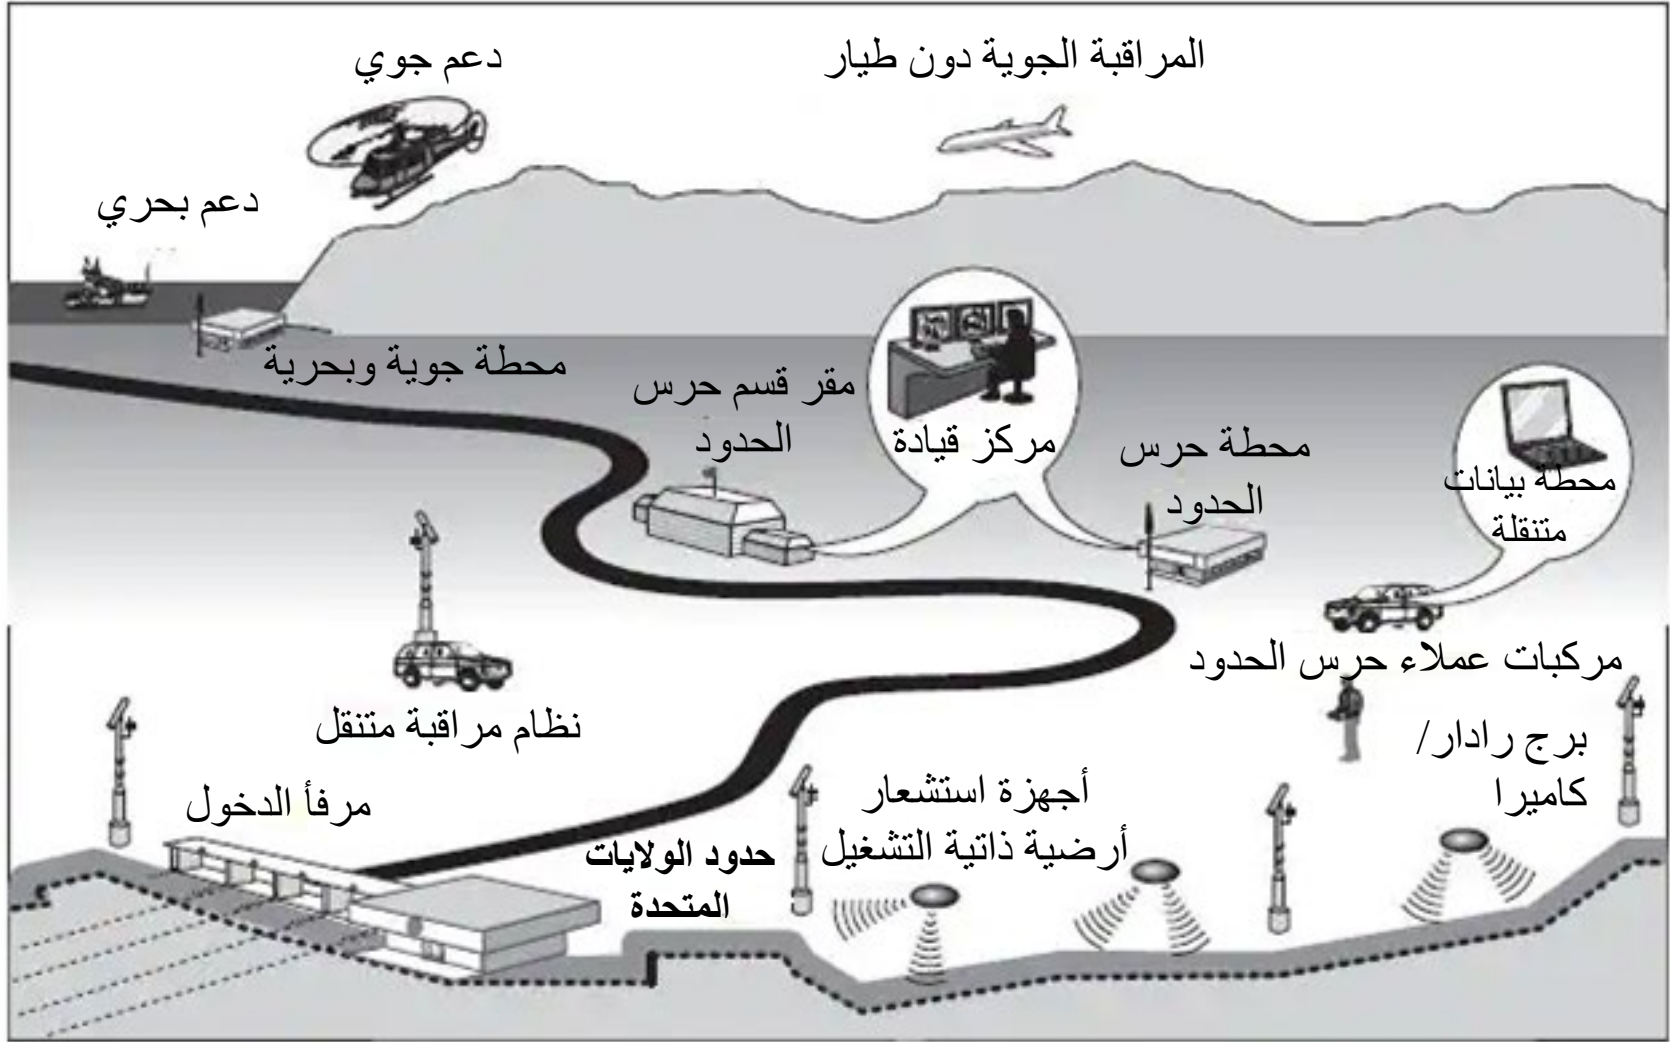 المراقبة الجوية دون طيار
دعم جوي
دعم بحري
محطة جوية وبحرية
مقر قسم حرس
الحدود
مركز قيادة
محطة حرس
الحدود
محطة بيانات
متنقلة
مركبات عملاء حرس الحدود
نظام مراقبة متنقل
برج رادار/
كاميرا
أجهزة استشعار
أرضية ذاتية التشغيل
مرفأ الدخول
حدود الولايات
المتحدة